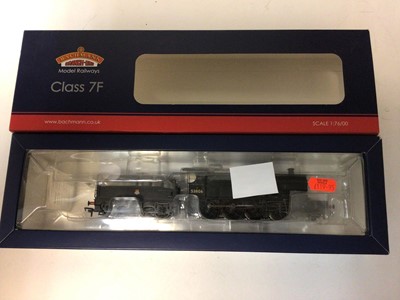 BACHMANN
Model Railways
Class 7F
www.bachmann.co.uk
SCALE 1:76/00